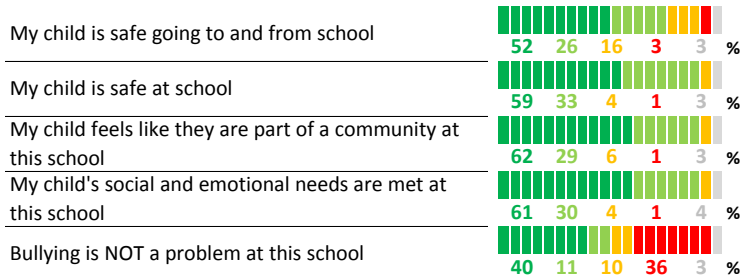 My child is safe going to and from school
52 26 16 3 3 %
My child is safe at school
59 33 4 1 3 %
My child feels like they are part of a community at
this school
62 29 6 1 3 %
My child's social and emotional needs are met at
this school
61 30 4 1 4 %
Bullying is NOT a problem at this school
40 11 10 36 3 %